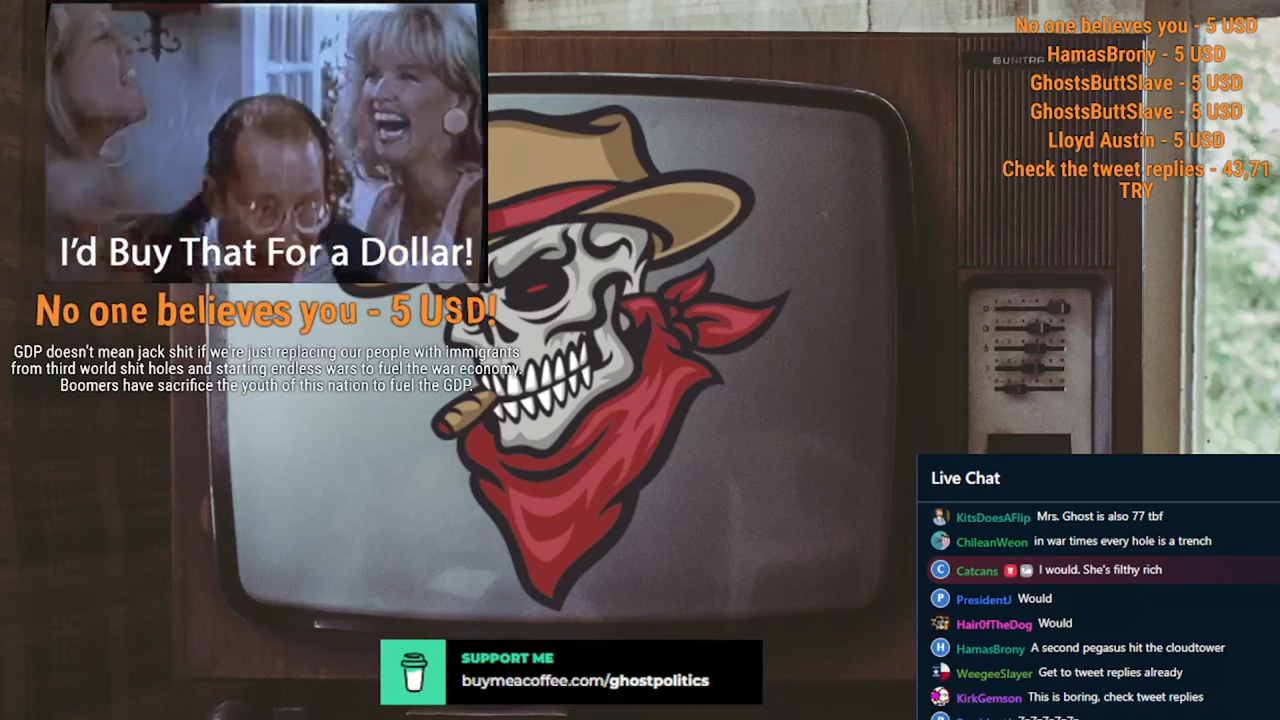 I'd Buy That For a Dollar!
No one believes you - 5 USD!
GDP doesn't mean jack shit if we're just replacing our people with immigrants
from third world shit holes and starting endless wars to fuel the war economy.
Boomers have sacrifice the youth of this nation to fuel the GDP.
No one believes you - 5 USD
HamasBrony - 5 USD
GhostsButtSlave - 5 USD
GhostsButtSlave - 5 USD
Lloyd Austin - 5 USD
Check the tweet replies - 43,71
TRY
UNITRA
Live Chat
KitsDoesAFlip Mrs. Ghost is also 77 tbf
ChileanWeon in war times every hole is a trench
Catcans I would. She's filthy rich
PresidentJ Would
Hair0fTheDog Would
HamasBrony A second pegasus hit the cloudtower
WeegeeSlayer Get to tweet replies already
KirkGemson This is boring, check tweet replies
SUPPORT ME
buymeacoffee.com/ghostpolitics